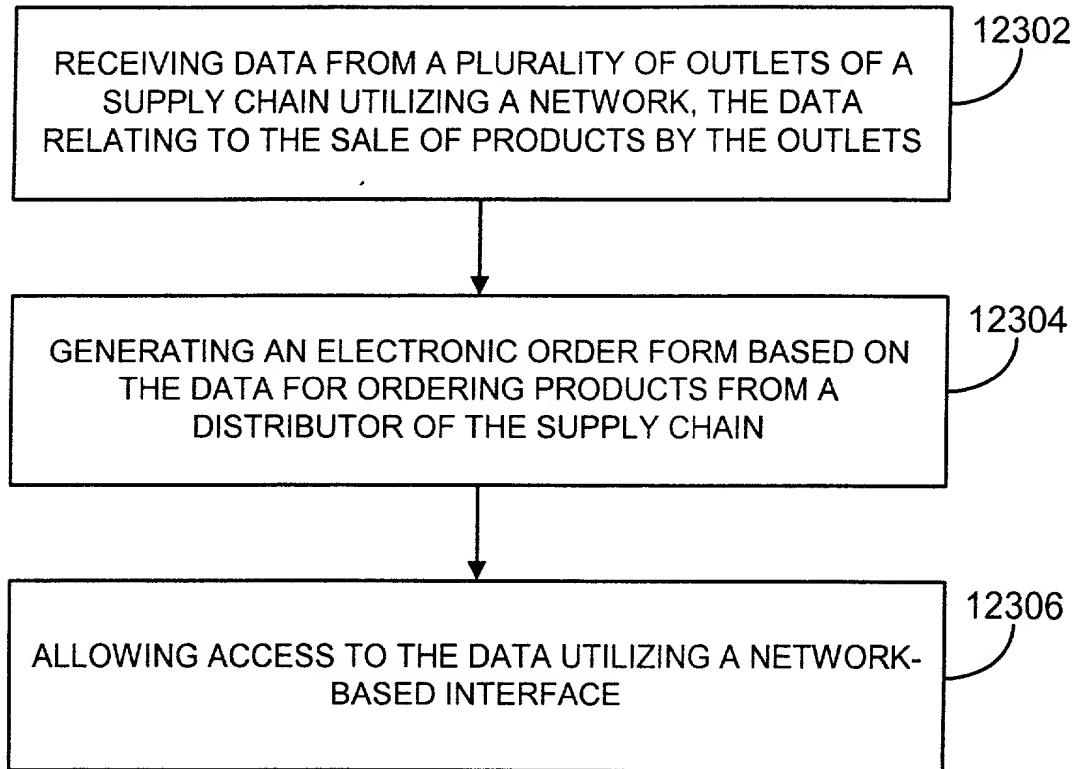 12302
RECEIVING DATA FROM A PLURALITY OF OUTLETS OF A
SUPPLY CHAIN UTILIZING A NETWORK, THE DATA
RELATING TO THE SALE OF PRODUCTS BY THE OUTLETS
12304
GENERATING AN ELECTRONIC ORDER FORM BASED ON
THE DATA FOR ORDERING PRODUCTS FROM A
DISTRIBUTOR OF THE SUPPLY CHAIN
12306
ALLOWING ACCESS TO THE DATA UTILIZING A NETWORK-
BASED INTERFACE